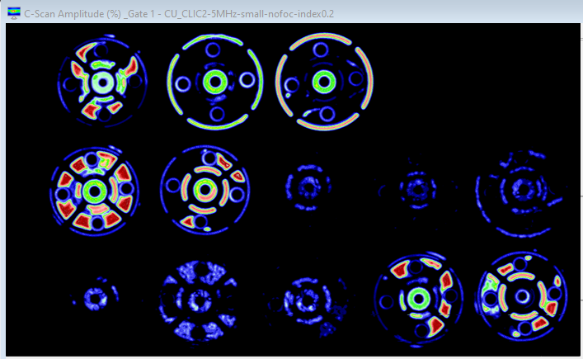 C-Scan Amplitude (%) _Gate 1 - CU_CLIC2-5MHz-small-nofoc-index0.2